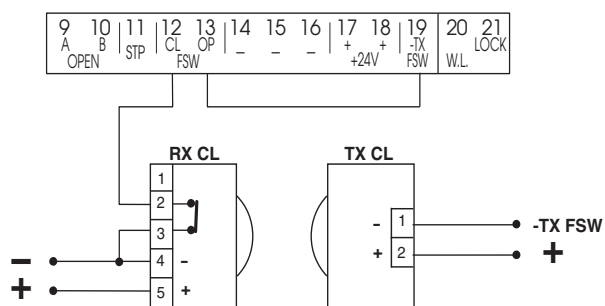 9 10 11 12 13 14 15 16 17 18 19 20 21
A B STP CL OP – – – + + -TX W.L. LOCK
OPEN FSW +24V FSW
RX CL TX CL
1
2
3
4 -
5 +
- 1
+ 2
-TX FSW
+
–
+